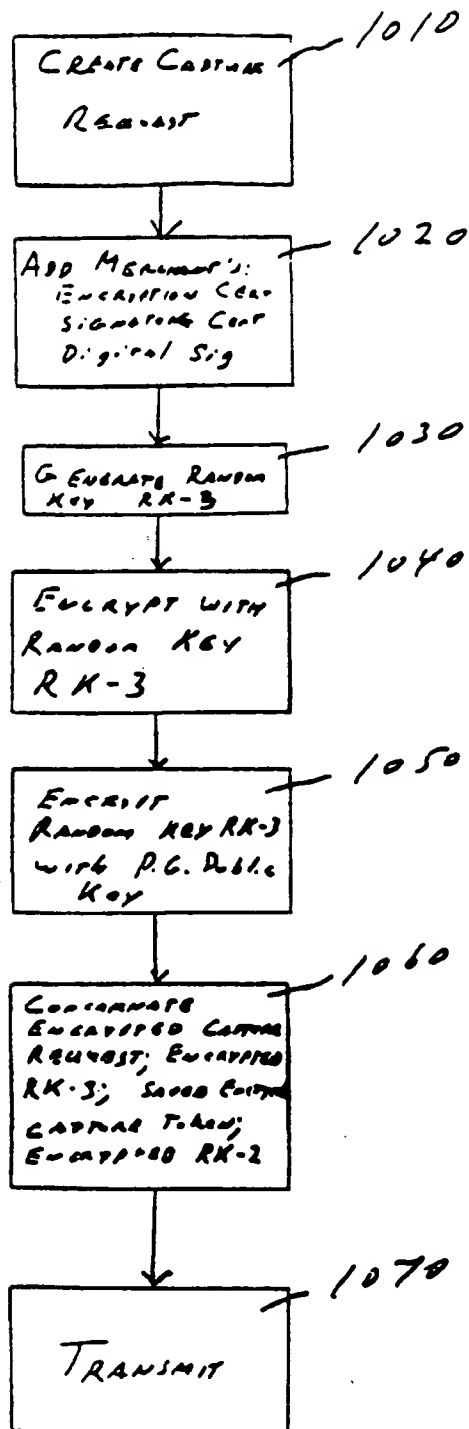 1010
CREATE CAPTURE
REQUEST
1020
ADD MERCHANT'S:
ENCRYPTION CERT
SIGNATURE CERT
Digital Sig
1030
GENERATE RANDOM
KEY RK-3
1040
ENCRYPT WITH
RANDOM KEY
RK-3
1050
ENCRYPT
RANDOM KEY RK-3
with P.G. Public
Key
1060
CONCATENATE
ENCRYPTED CAPTURE
REQUEST; ENCRYPTED
RK-3; SAVED
CAPTURE TOKEN;
ENCRYPTED RK-2
1070
TRANSMIT